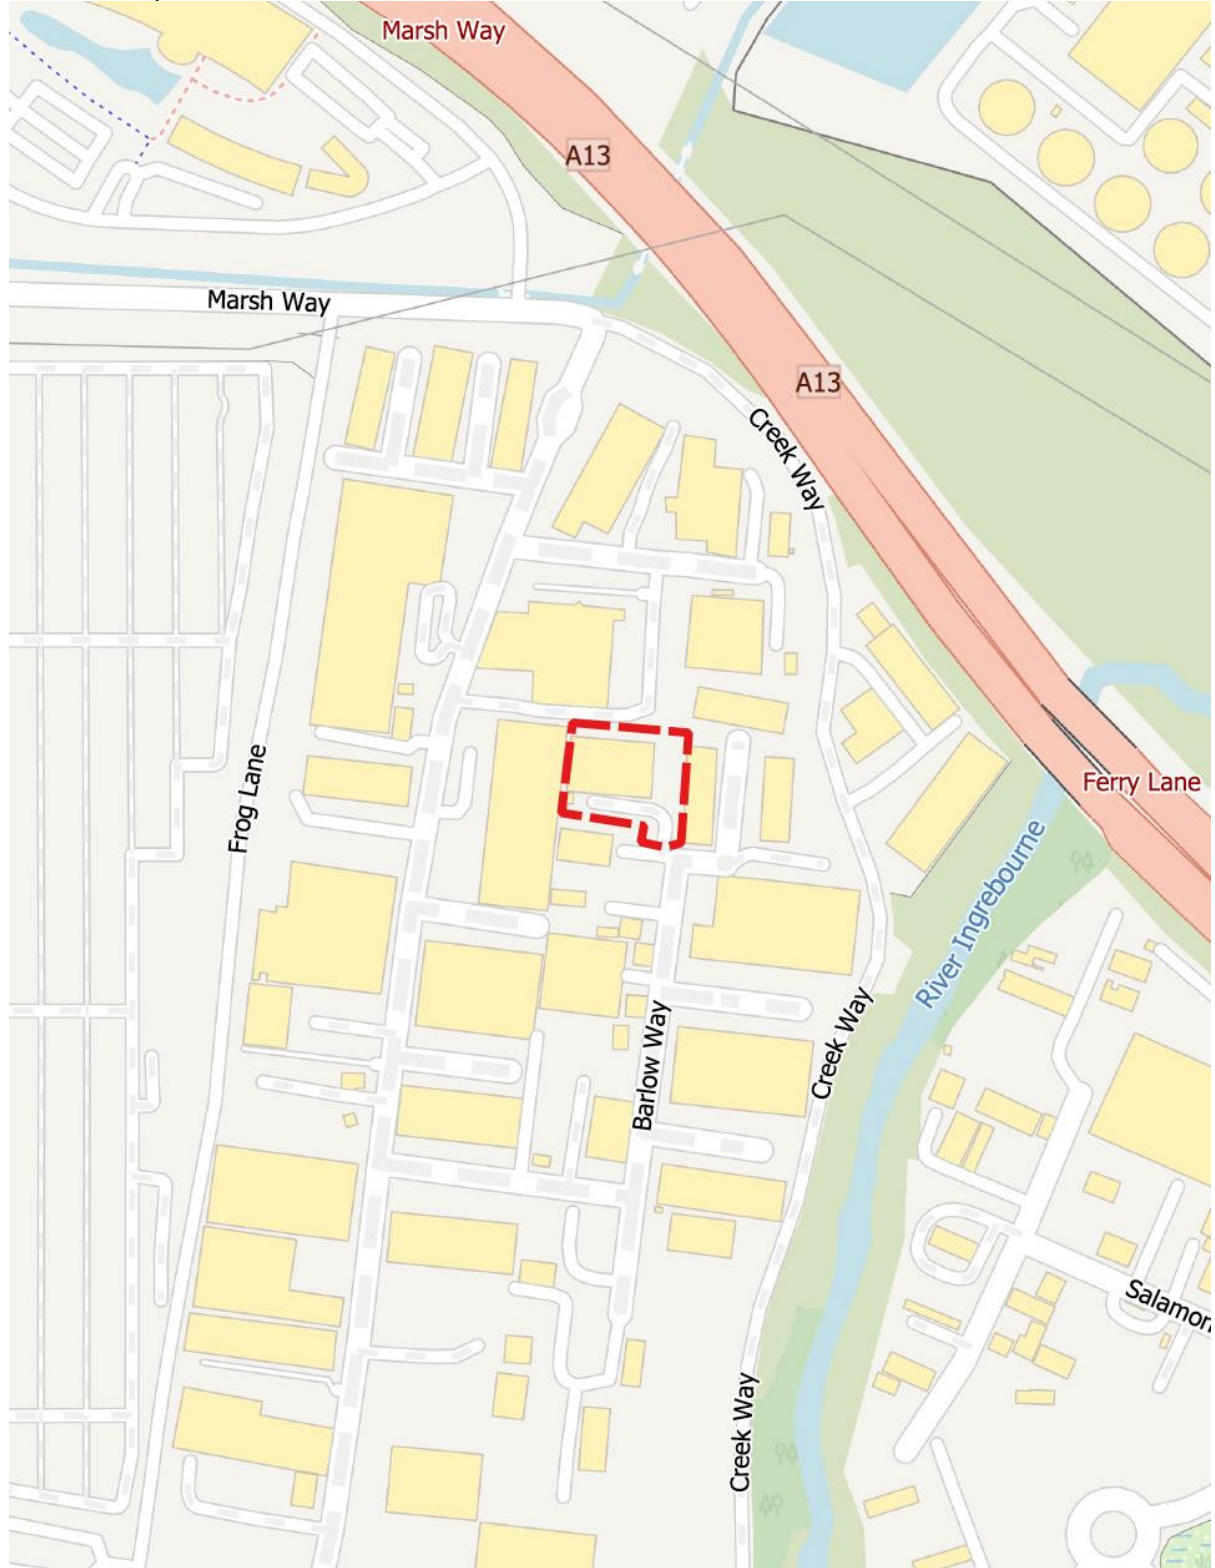 Marsh Way
A13
Marsh Way
A13
Creek Way
Frog Lane
Ferry Lane
River Ingrebourne
Barlow Way
Creek Way
Salamon
Creek Way